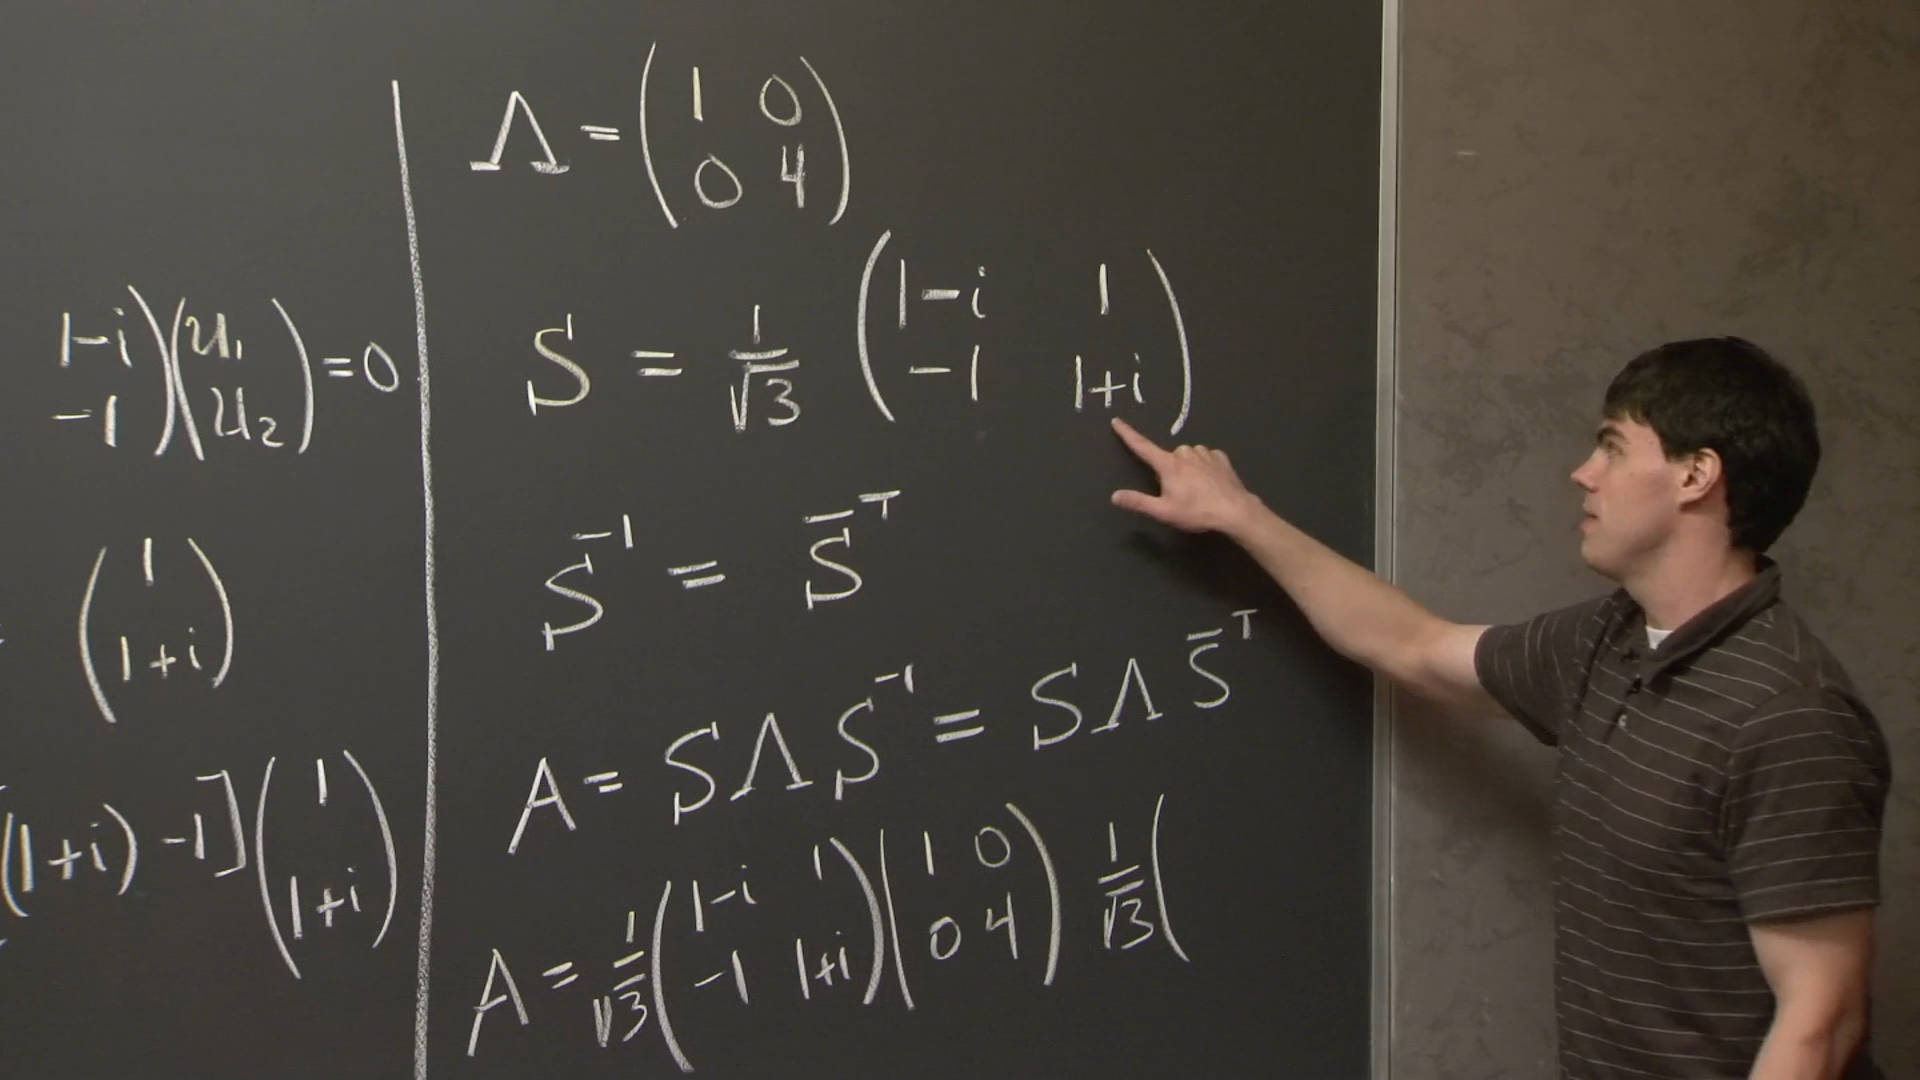 1-i)(u₁
-1)(u₂) = 0
(1
1+i)
(1+i) -1](1
1+i)
Λ = (1 0
0 4)
S = 1/√3 (1-i 1
-1 1+i)
S⁻¹ = S̄ᵀ
A = SΛS⁻¹ = SΛS̄ᵀ
A = 1/√3 (1-i 1
-1 1+i)(1 0
0 4) 1/√3 (